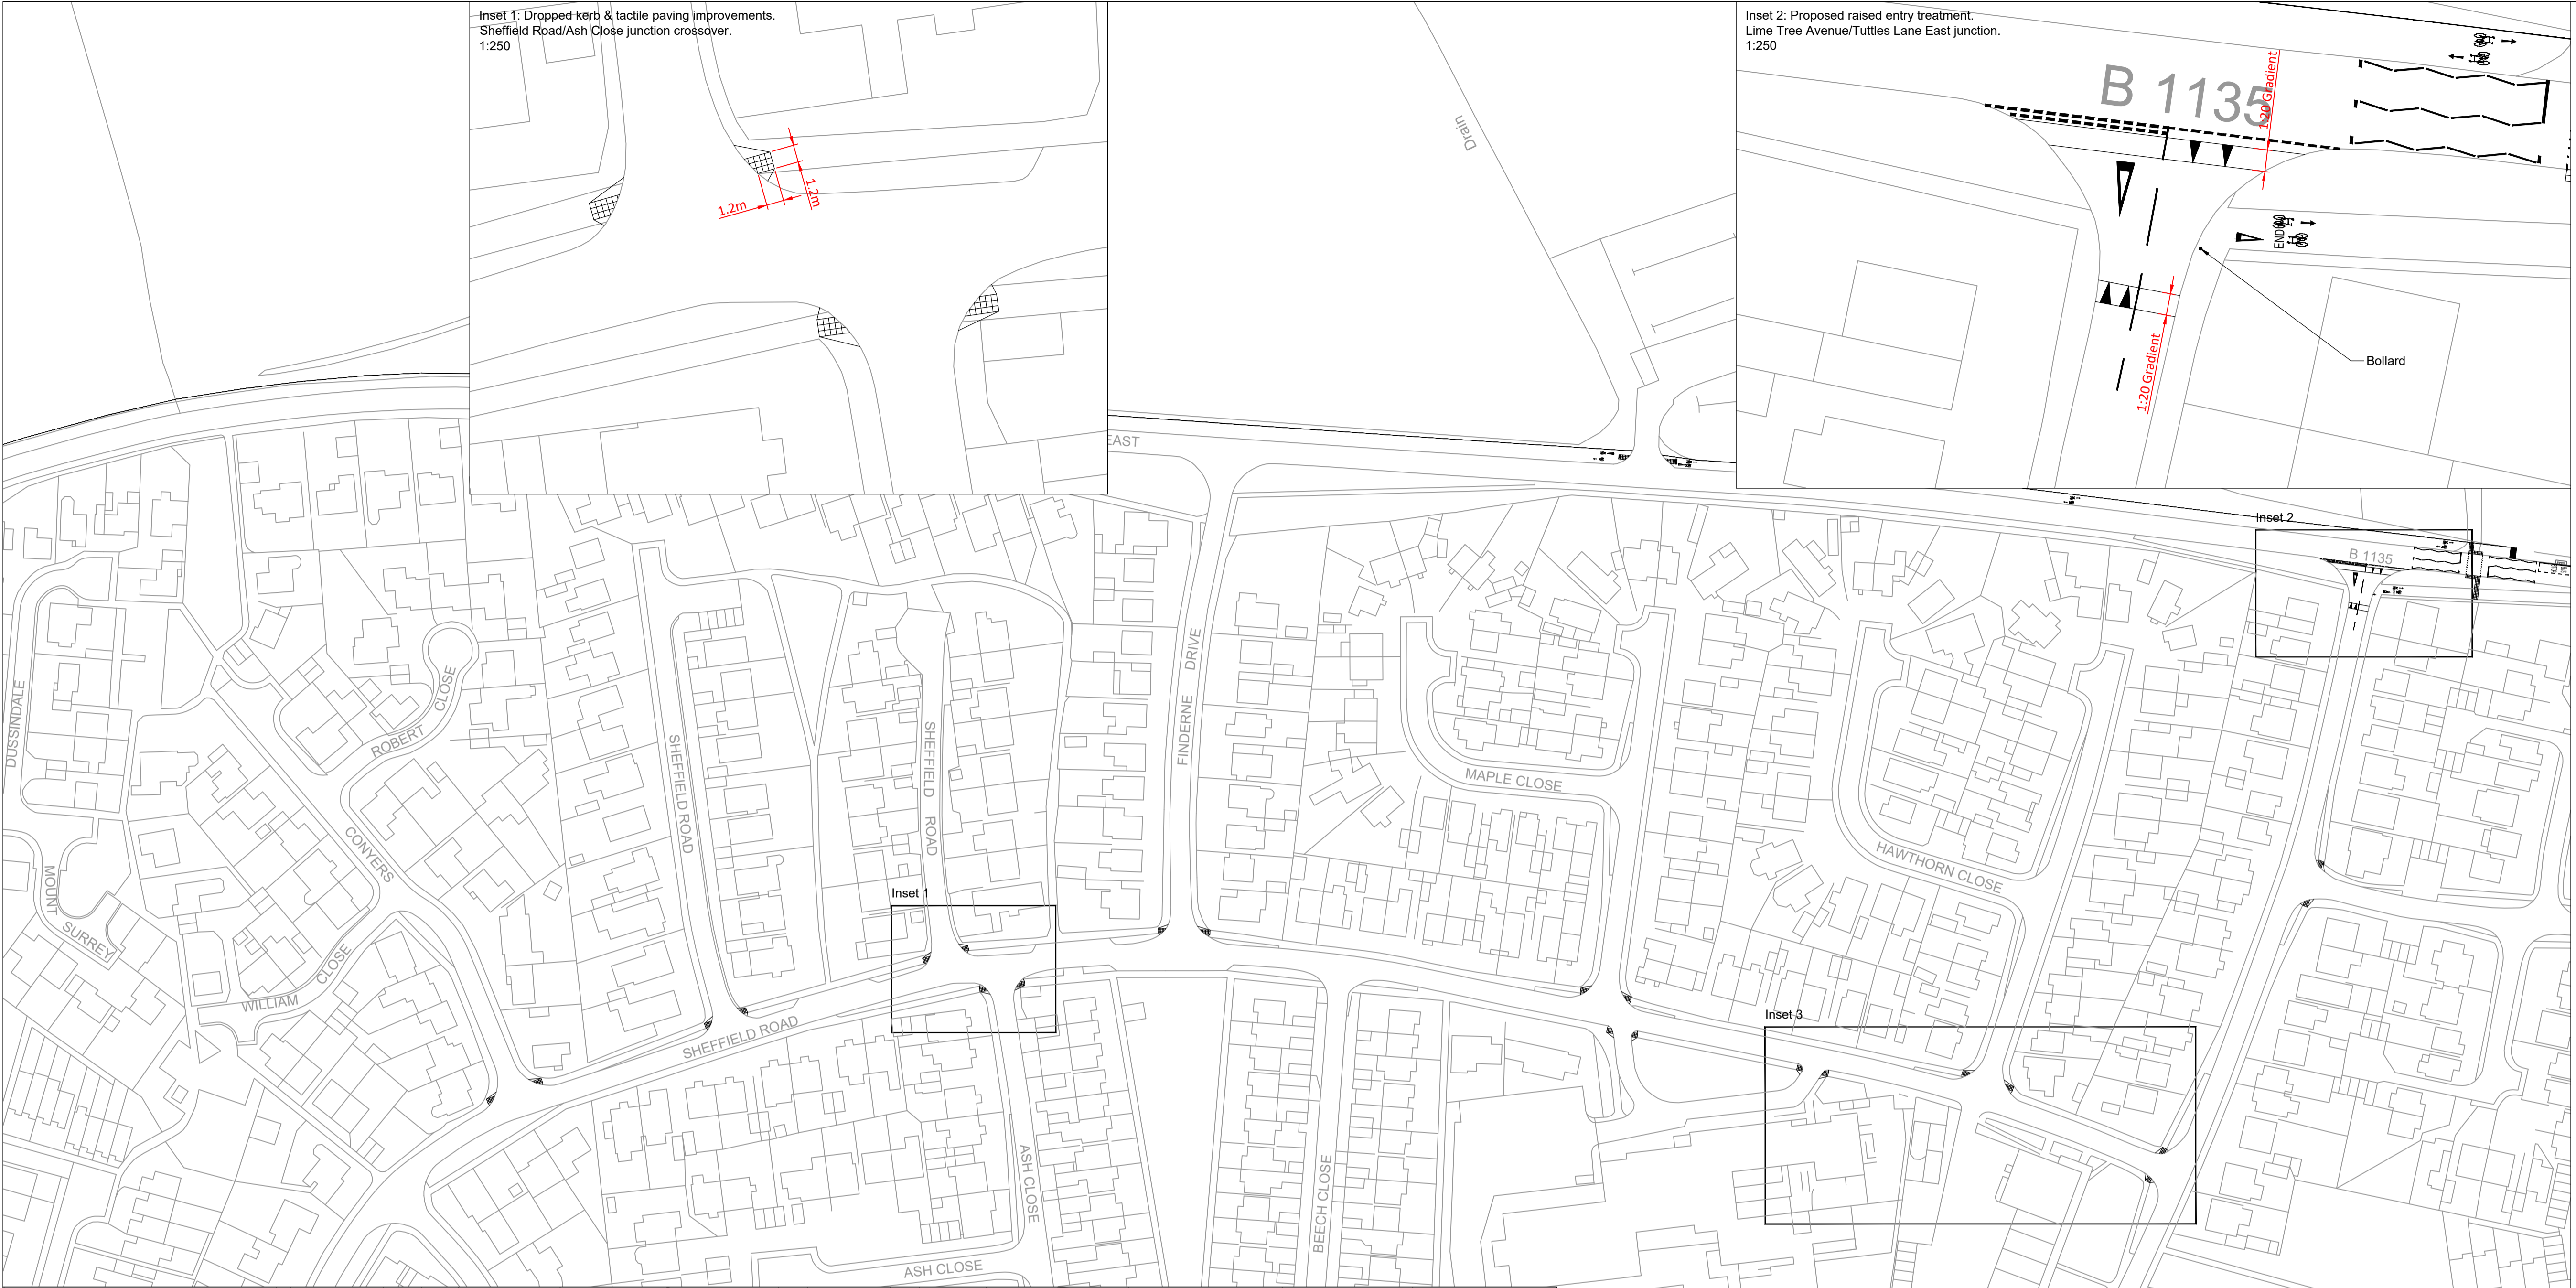 Inset 1: Dropped kerb & tactile paving improvements.
Sheffield Road/Ash Close junction crossover.
1:250
1.2m
1.2m
Drain
Inset 2: Proposed raised entry treatment.
Lime Tree Avenue/Tuttles Lane East junction.
1:250
B 1135
1:20 Gradient
END
Bollard
1:20 Gradient
EAST
Inset 2
B 1135
DUSSINDALE
ROBERT
CLOSE
SHEFFIELD ROAD
SHEFFIELD ROAD
FINDERNE DRIVE
MAPLE CLOSE
HAWTHORN CLOSE
MOUNT
SURREY
CONYERS
WILLIAM
CLOSE
Inset 1
SHEFFIELD ROAD
Inset 3
ASH CLOSE
BEECH CLOSE
ASH CLOSE